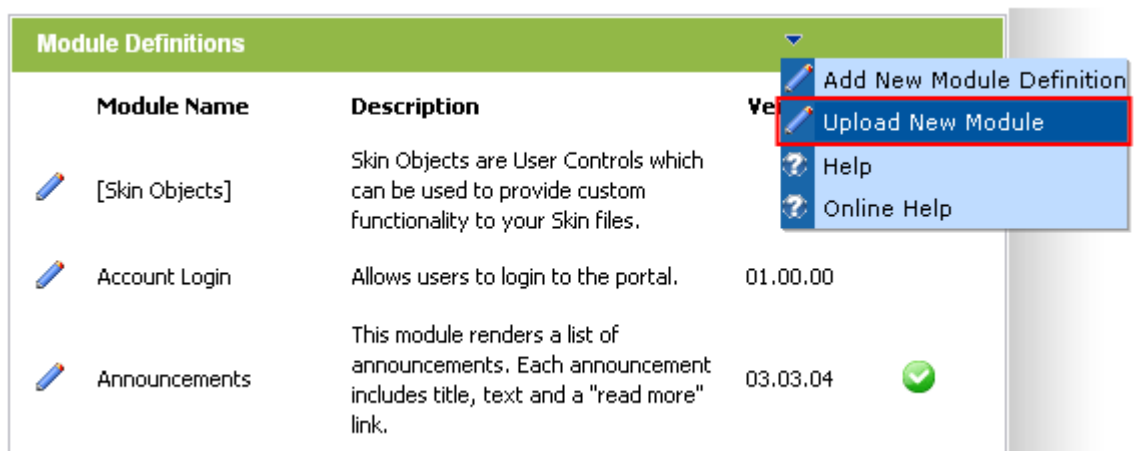 Module Definitions
Add New Module Definition
Upload New Module
Help
Online Help
Module Name Description Ve
[Skin Objects]
Skin Objects are User Controls which
can be used to provide custom
functionality to your Skin files.
Account Login Allows users to login to the portal. 01.00.00
Announcements
This module renders a list of
announcements. Each announcement
includes title, text and a "read more"
link.
03.03.04